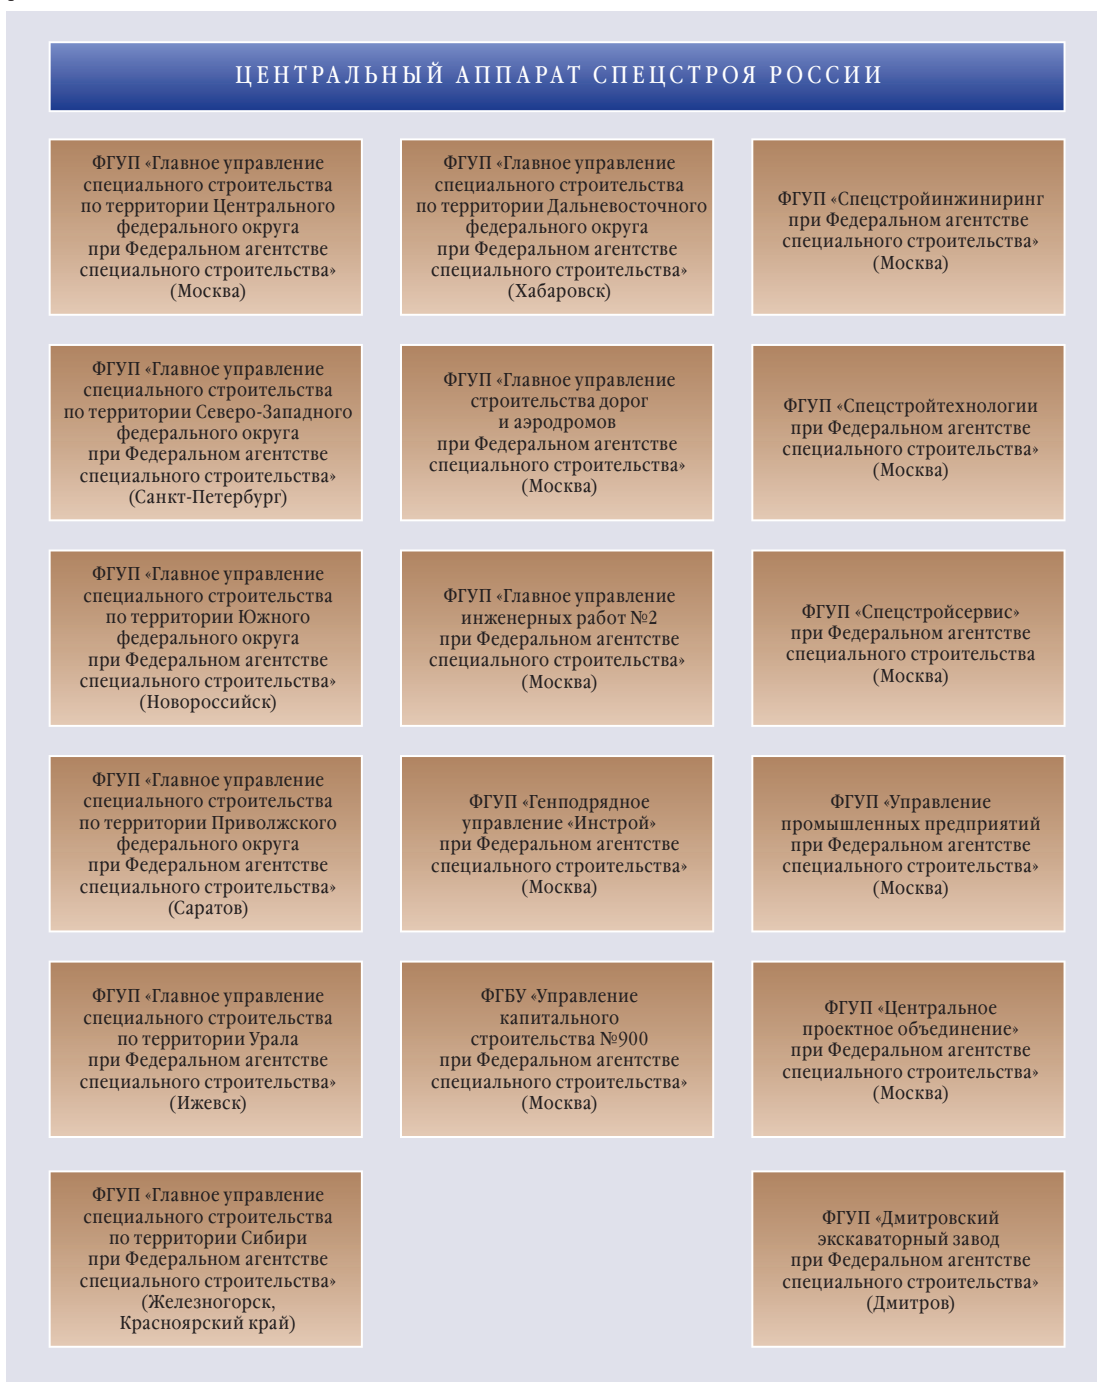 ЦЕНТРАЛЬНЫЙ АППАРАТ СПЕЦСТРОЯ РОССИИ
ФГУП «Главное управление
специального строительства
по территории Центрального
федерального округа
при Федеральном агентстве
специального строительства»
(Москва)
ФГУП «Главное управление
специального строительства
по территории Дальневосточного
федерального округа
при Федеральном агентстве
специального строительства»
(Хабаровск)
ФГУП «Спецстройинжиниринг
при Федеральном агентстве
специального строительства»
(Москва)
ФГУП «Главное управление
специального строительства
по территории Северо-Западного
федерального округа
при Федеральном агентстве
специального строительства»
(Санкт-Петербург)
ФГУП «Главное управление
строительства дорог
и аэродромов
при Федеральном агентстве
специального строительства»
(Москва)
ФГУП «Спецстройтехнологии
при Федеральном агентстве
специального строительства»
(Москва)
ФГУП «Главное управление
специального строительства
по территории Южного
федерального округа
при Федеральном агентстве
специального строительства»
(Новороссийск)
ФГУП «Главное управление
инженерных работ №2
при Федеральном агентстве
специального строительства»
(Москва)
ФГУП «Спецстройсервис»
при Федеральном агентстве
специального строительства
(Москва)
ФГУП «Главное управление
специального строительства
по территории Приволжского
федерального округа
при Федеральном агентстве
специального строительства»
(Саратов)
ФГУП «Генподрядное
управление «Инстрой»
при Федеральном агентстве
специального строительства»
(Москва)
ФГУП «Управление
промышленных предприятий
при Федеральном агентстве
специального строительства»
(Москва)
ФГУП «Главное управление
специального строительства
по территории Урала
при Федеральном агентстве
специального строительства»
(Ижевск)
ФГБУ «Управление
капитального
строительства №900
при Федеральном агентстве
специального строительства»
(Москва)
ФГУП «Центральное
проектное объединение»
при Федеральном агентстве
специального строительства»
(Москва)
ФГУП «Главное управление
специального строительства
по территории Сибири
при Федеральном агентстве
специального строительства»
(Железногорск,
Красноярский край)
ФГУП «Дмитровский
экскаваторный завод
при Федеральном агентстве
специального строительства»
(Дмитров)